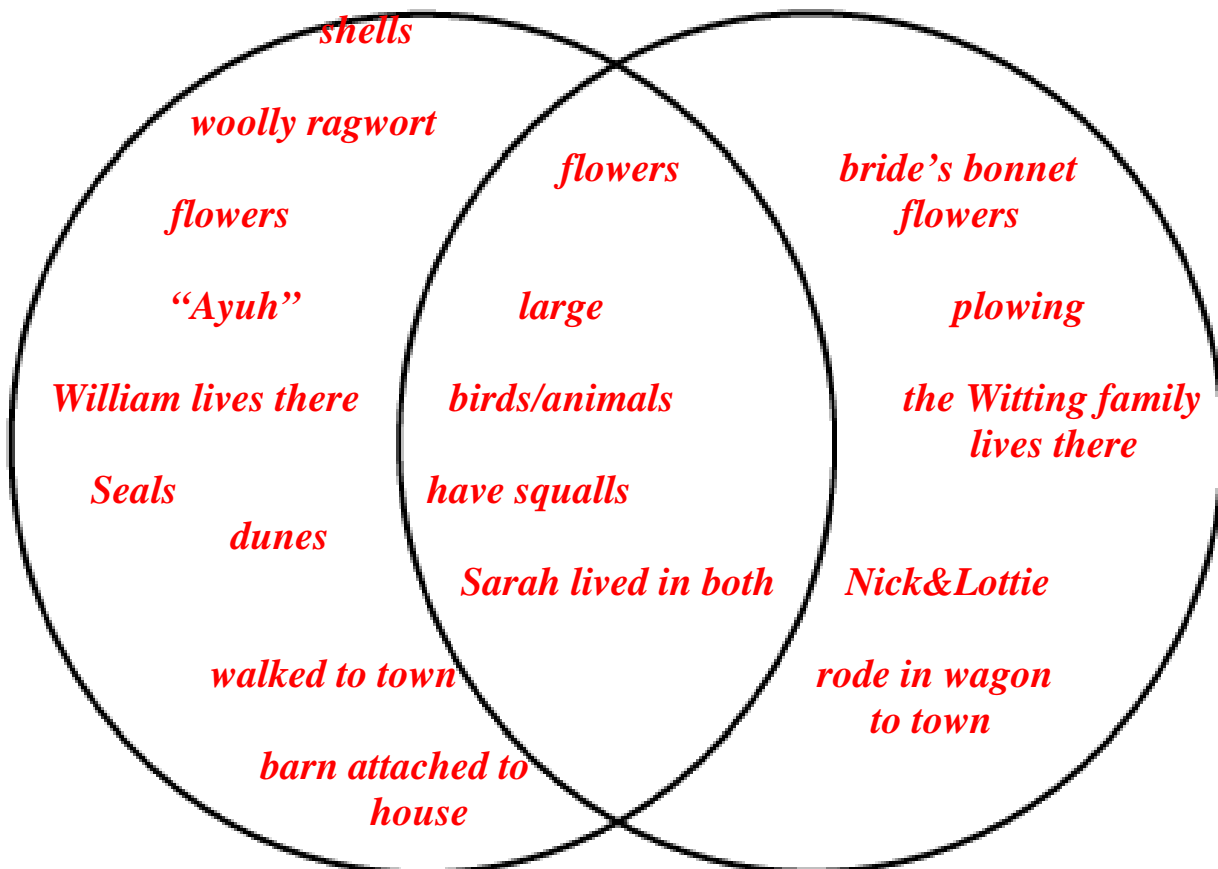 shells
woolly ragwort
flowers
“Ayuh”
William lives there
Seals
dunes
walked to town
barn attached to
house
flowers
large
birds/animals
have squalls
Sarah lived in both
bride’s bonnet
flowers
plowing
the Witting family
lives there
Nick&Lottie
rode in wagon
to town